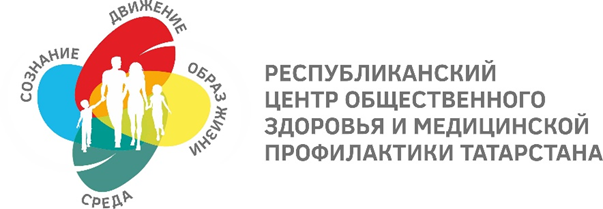 СОЗНАНИЕ
ДВИЖЕНИЕ
ОБРАЗ ЖИЗНИ
СРЕДА
РЕСПУБЛИКАНСКИЙ
ЦЕНТР ОБЩЕСТВЕННОГО
ЗДОРОВЬЯ И МЕДИЦИНСКОЙ
ПРОФИЛАКТИКИ ТАТАРСТАНА